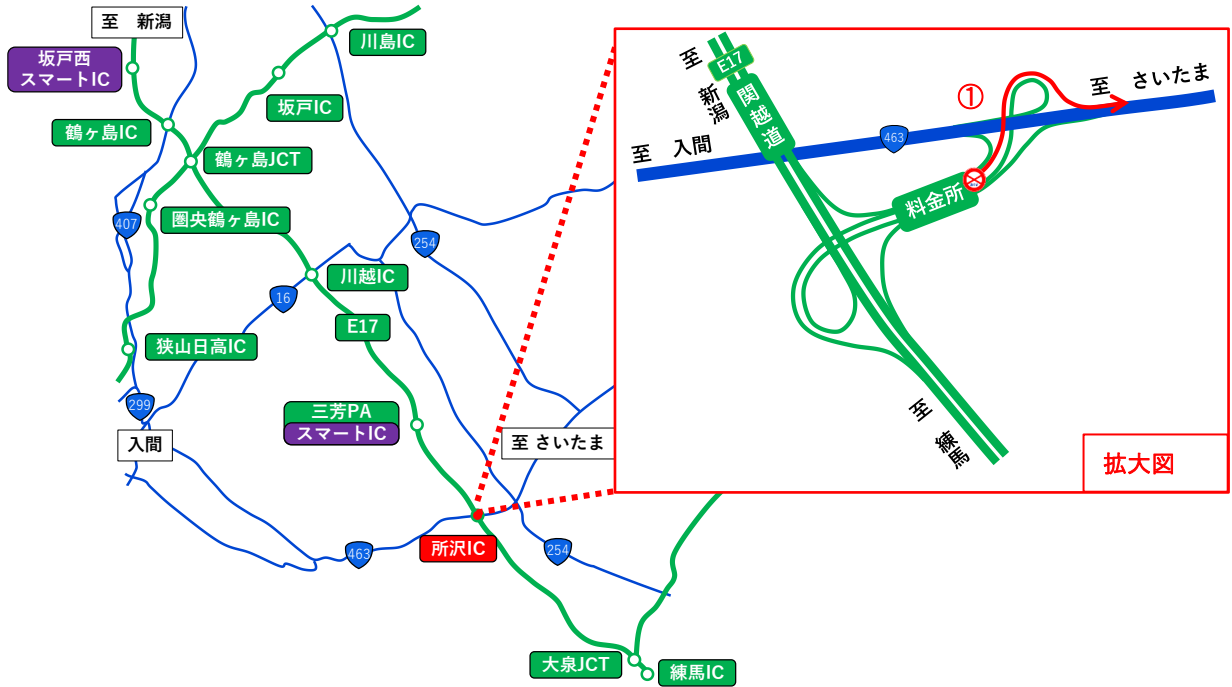 至　新潟
坂戸西
スマートIC
川島IC
坂戸IC
鶴ヶ島IC
鶴ヶ島JCT
圏央鶴ヶ島IC
407
254
川越IC
16
E17
狭山日高IC
299
入間
三芳PA
スマートIC
至 さいたま
所沢IC
463
254
大泉JCT
練馬IC
至　新潟
E17
関越道
①
至　さいたま
463
至　入間
料金所
至　練馬
拡大図